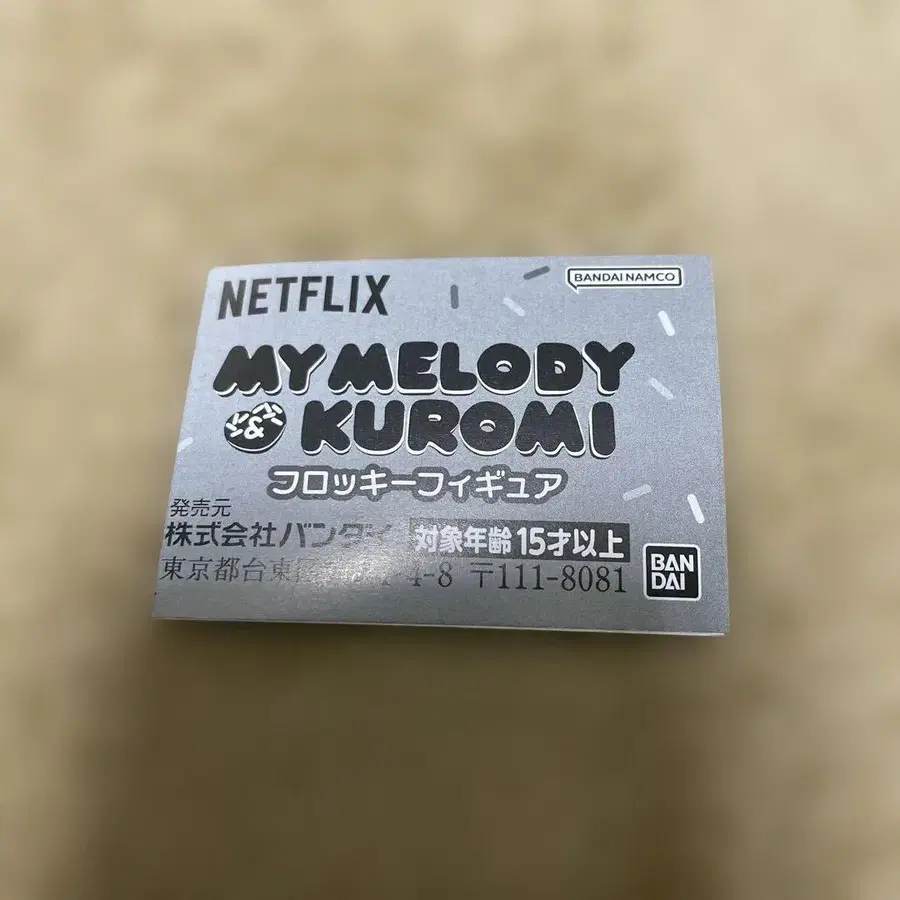 NETFLIX
BANDAI NAMCO
MY MELODY
& KUROMI
フロッキーフィギュア
発売元
株式会社バンダイ
対象年齢 15才以上
東京都台東 4-8 〒111-8081
BAN
DAI